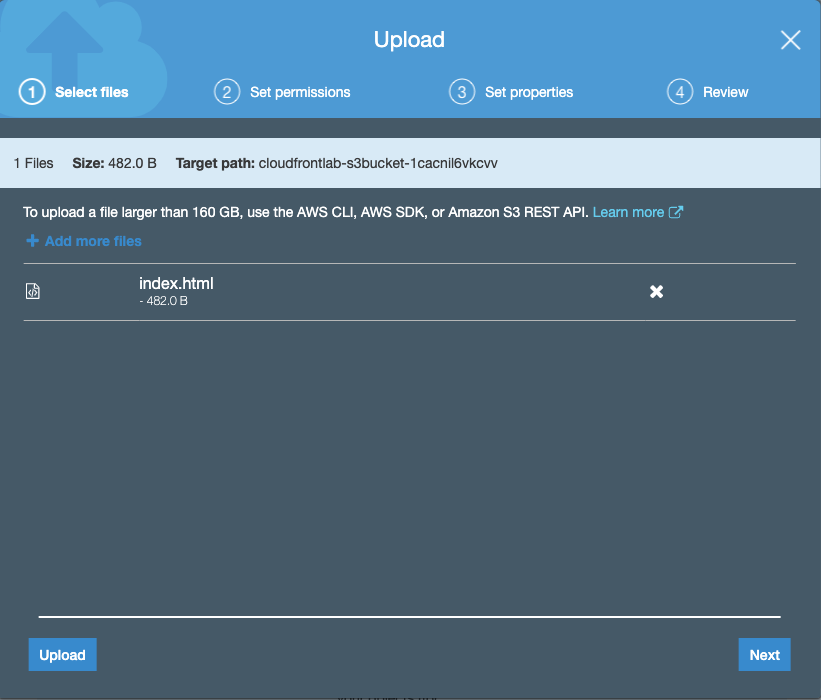 Upload
1 Select files 2 Set permissions 3 Set properties 4 Review
1 Files Size: 482.0 B Target path: cloudfrontlab-s3bucket-1cacnil6vkcvv
To upload a file larger than 160 GB, use the AWS CLI, AWS SDK, or Amazon S3 REST API. Learn more
Add more files
index.html
- 482.0 B
Upload Next